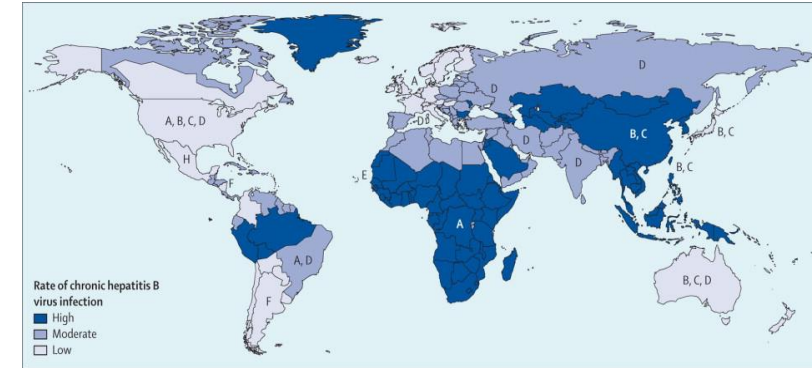 D
A
D
A, B, C, D
D
B, C
B, C
D
D
H
B, C
F
E
A
A, D
B, C, D
F
Rate of chronic hepatitis B
virus infection
High
Moderate
Low